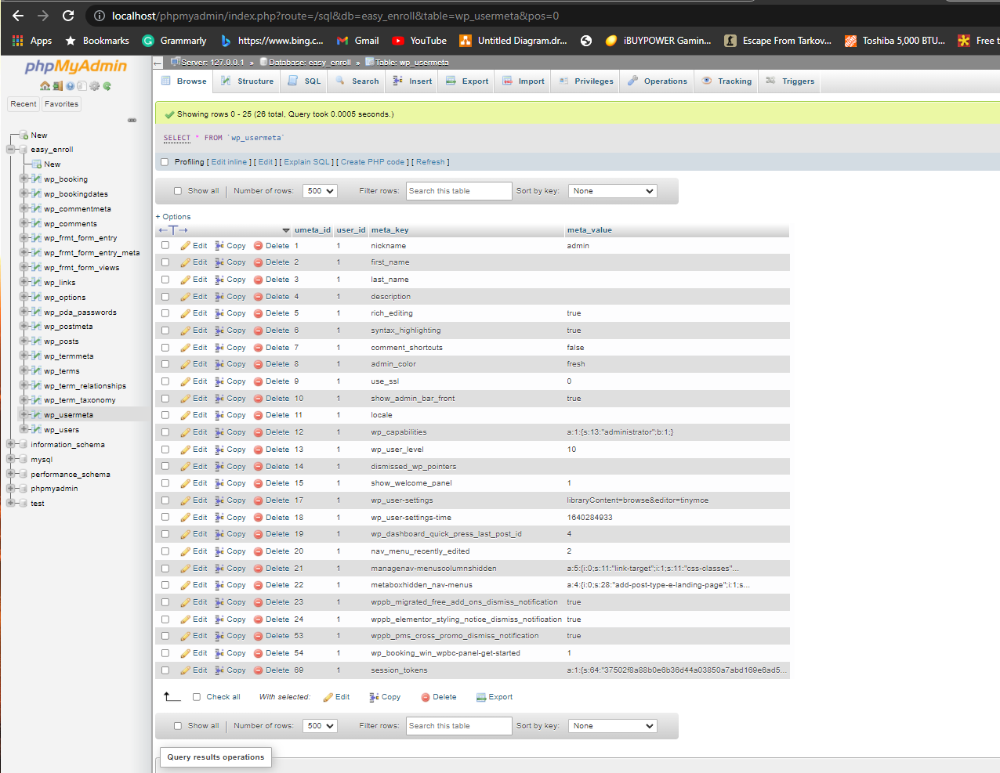 localhost/phpmyadmin/index.php?route=/sql&db=easy_enroll&table=wp_usermeta&pos=0
Apps Bookmarks Grammarly https://www.bing.c... Gmail YouTube Untitled Diagram.dr... iBUYPOWER Gamin... Escape From Tarkov... Toshiba 5,000 BTU... Free t
phpMyAdmin
Recent Favorites
New
easy_enroll
New
wp_booking
wp_bookingdates
wp_commentmeta
wp_comments
wp_frmt_form_entry
wp_frmt_form_entry_meta
wp_frmt_form_views
wp_links
wp_options
wp_pda_passwords
wp_postmeta
wp_posts
wp_termmeta
wp_terms
wp_term_relationships
wp_term_taxonomy
wp_usermeta
wp_users
information_schema
mysql
performance_schema
phpmyadmin
test
Server: 127.0.0.1 » Database: easy_enroll » Table: wp_usermeta
Browse Structure SQL Search Insert Export Import Privileges Operations Tracking Triggers
Showing rows 0 - 25 (26 total, Query took 0.0005 seconds.)
SELECT * FROM `wp_usermeta`
Profiling [ Edit inline ] [ Edit ] [ Explain SQL ] [ Create PHP code ] [ Refresh ]
Show all Number of rows: 500 Filter rows: Search this table Sort by key: None
+ Options
umeta_id user_id meta_key meta_value
Edit Copy Delete 1 1 nickname admin
Edit Copy Delete 2 1 first_name
Edit Copy Delete 3 1 last_name
Edit Copy Delete 4 1 description
Edit Copy Delete 5 1 rich_editing true
Edit Copy Delete 6 1 syntax_highlighting true
Edit Copy Delete 7 1 comment_shortcuts false
Edit Copy Delete 8 1 admin_color fresh
Edit Copy Delete 9 1 use_ssl 0
Edit Copy Delete 10 1 show_admin_bar_front true
Edit Copy Delete 11 1 locale
Edit Copy Delete 12 1 wp_capabilities a:1:{s:13:"administrator";b:1;}
Edit Copy Delete 13 1 wp_user_level 10
Edit Copy Delete 14 1 dismissed_wp_pointers
Edit Copy Delete 15 1 show_welcome_panel 1
Edit Copy Delete 17 1 wp_user-settings libraryContent=browse&editor=tinymce
Edit Copy Delete 18 1 wp_user-settings-time 1640284933
Edit Copy Delete 19 1 wp_dashboard_quick_press_last_post_id 4
Edit Copy Delete 20 1 nav_menu_recently_edited 2
Edit Copy Delete 21 1 managenav-menuscolumnshidden a:5:{i:0;s:11:"link-target";i:1;s:11:"css-classes"...
Edit Copy Delete 22 1 metaboxhidden_nav-menus a:4:{i:0;s:28:"add-post-type-e-landing-page";i:1;s...
Edit Copy Delete 23 1 wppb_migrated_free_add_ons_dismiss_notification true
Edit Copy Delete 24 1 wppb_elementor_styling_notice_dismiss_notification true
Edit Copy Delete 53 1 wppb_pms_cross_promo_dismiss_notification true
Edit Copy Delete 54 1 wp_booking_win_wpbc-panel-get-started 1
Edit Copy Delete 69 1 session_tokens a:1:{s:64:"37502f8a88b0e6b36d44a03850a7abd169e6ad5...
Check all With selected: Edit Copy Delete Export
Show all Number of rows: 500 Filter rows: Search this table Sort by key: None
Query results operations